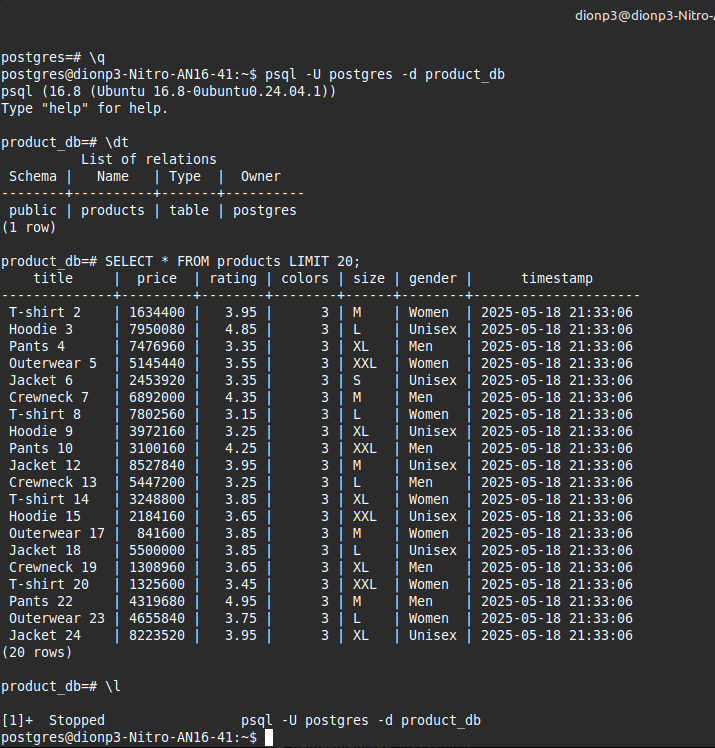 dionp3@dionp3-Nitro-A
postgres=# \q
postgres@dionp3-Nitro-AN16-41:~$ psql -U postgres -d product_db
psql (16.8 (Ubuntu 16.8-0ubuntu0.24.04.1))
Type "help" for help.
product_db=# \dt
          List of relations
 Schema |   Name   | Type  |  Owner
--------+----------+-------+----------
 public | products | table | postgres
(1 row)
product_db=# SELECT * FROM products LIMIT 20;
    title     |  price  | rating | colors | size | gender |      timestamp
--------------+---------+--------+--------+------+--------+---------------------
 T-shirt 2    | 1634400 |   3.95 |      3 | M    | Women  | 2025-05-18 21:33:06
 Hoodie 3     | 7950080 |   4.85 |      3 | L    | Unisex | 2025-05-18 21:33:06
 Pants 4      | 7476960 |   3.35 |      3 | XL   | Men    | 2025-05-18 21:33:06
 Outerwear 5  | 5145440 |   3.55 |      3 | XXL  | Women  | 2025-05-18 21:33:06
 Jacket 6     | 2453920 |   3.35 |      3 | S    | Unisex | 2025-05-18 21:33:06
 Crewneck 7   | 6892000 |   4.35 |      3 | M    | Men    | 2025-05-18 21:33:06
 T-shirt 8    | 7802560 |   3.15 |      3 | L    | Women  | 2025-05-18 21:33:06
 Hoodie 9     | 3972160 |   3.25 |      3 | XL   | Unisex | 2025-05-18 21:33:06
 Pants 10     | 3100160 |   4.25 |      3 | XXL  | Men    | 2025-05-18 21:33:06
 Jacket 12    | 8527840 |   3.95 |      3 | M    | Unisex | 2025-05-18 21:33:06
 Crewneck 13  | 5447200 |   3.25 |      3 | L    | Men    | 2025-05-18 21:33:06
 T-shirt 14   | 3248800 |   3.85 |      3 | XL   | Women  | 2025-05-18 21:33:06
 Hoodie 15    | 2184160 |   3.65 |      3 | XXL  | Unisex | 2025-05-18 21:33:06
 Outerwear 17 |  841600 |   3.85 |      3 | M    | Women  | 2025-05-18 21:33:06
 Jacket 18    | 5500000 |   3.85 |      3 | L    | Unisex | 2025-05-18 21:33:06
 Crewneck 19  | 1308960 |   3.65 |      3 | XL   | Men    | 2025-05-18 21:33:06
 T-shirt 20   | 1325600 |   3.45 |      3 | XXL  | Women  | 2025-05-18 21:33:06
 Pants 22     | 4319680 |   4.95 |      3 | M    | Men    | 2025-05-18 21:33:06
 Outerwear 23 | 4655840 |   3.75 |      3 | L    | Women  | 2025-05-18 21:33:06
 Jacket 24    | 8223520 |   3.95 |      3 | XL   | Unisex | 2025-05-18 21:33:06
(20 rows)
product_db=# \l
[1]+  Stopped                 psql -U postgres -d product_db
postgres@dionp3-Nitro-AN16-41:~$